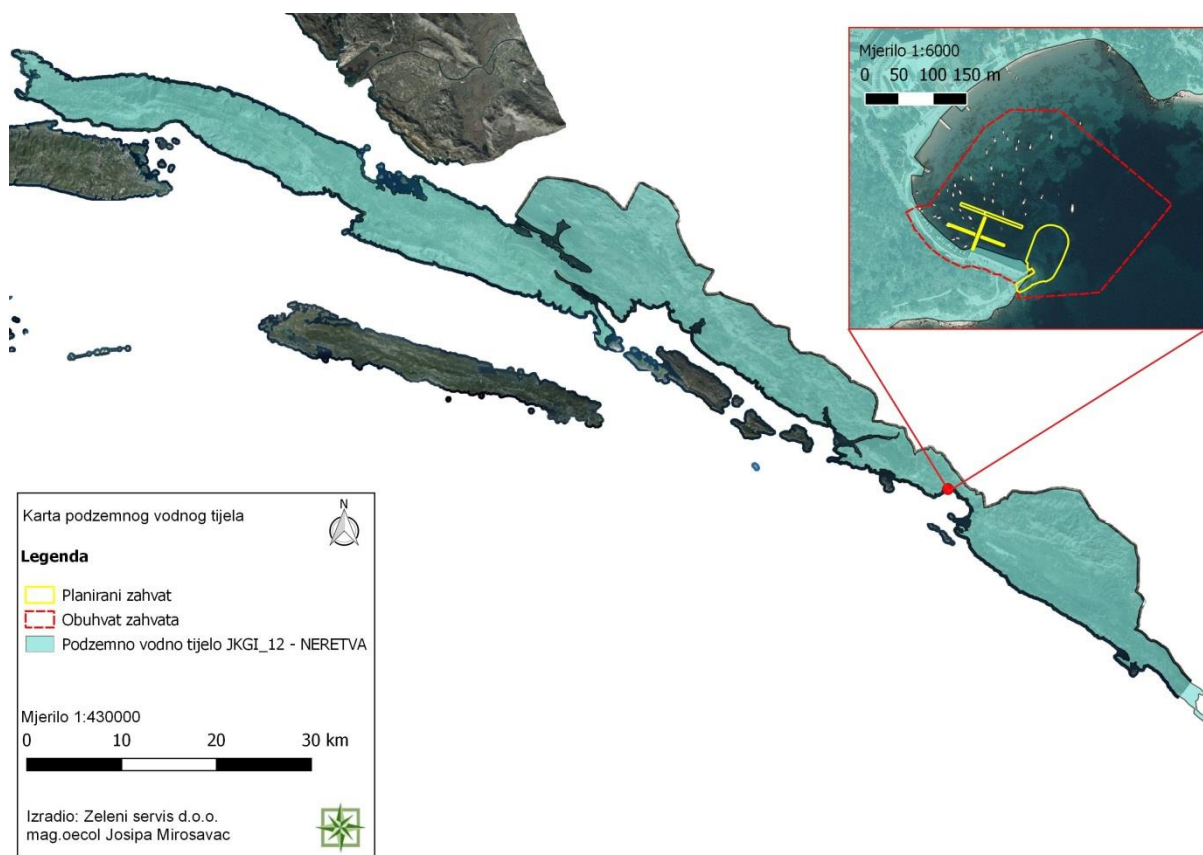 Mjerilo 1:6000
0 50 100 150 m
Karta podzemnog vodnog tijela
N
Legenda
Planirani zahvat
Obuhvat zahvata
Podzemno vodno tijelo JKGI_12 - NERETVA
Mjerilo 1:430000
0 10 20 30 km
Izradio: Zeleni servis d.o.o.
mag.oecol Josipa Mirosavac